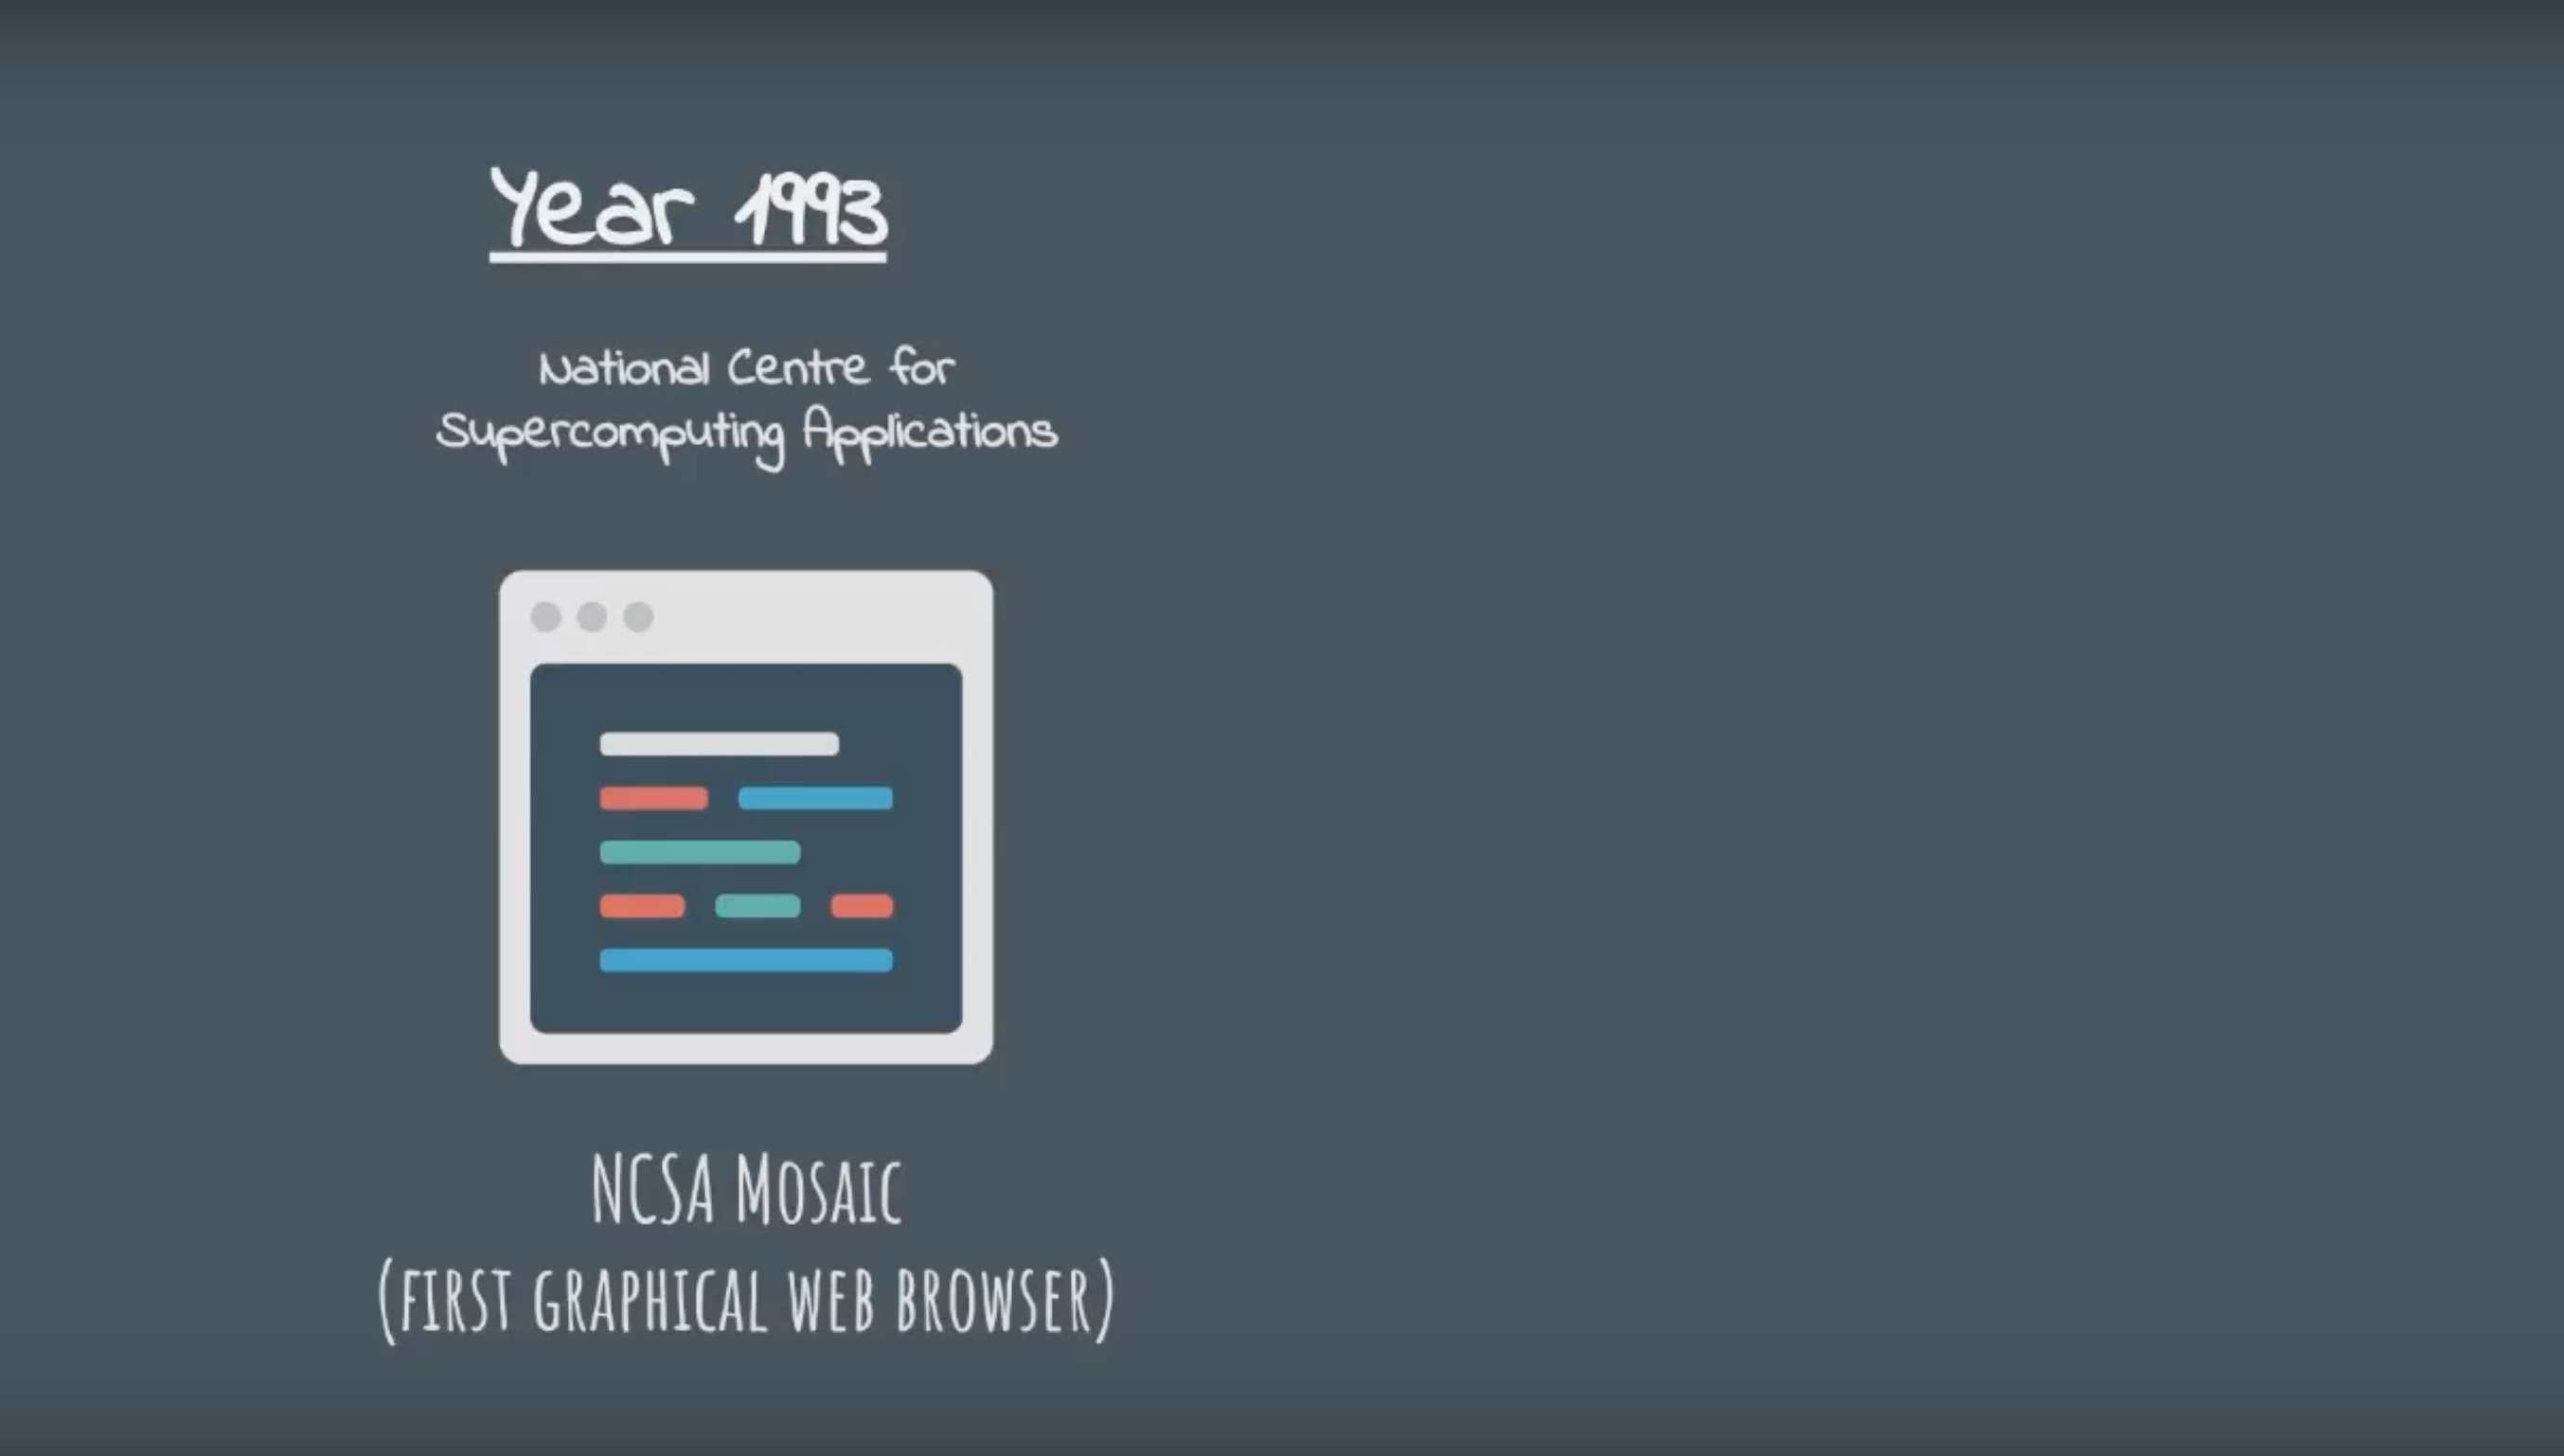 Year 1993
National Centre for
Supercomputing Applications
NCSA Mosaic
(first graphical web browser)